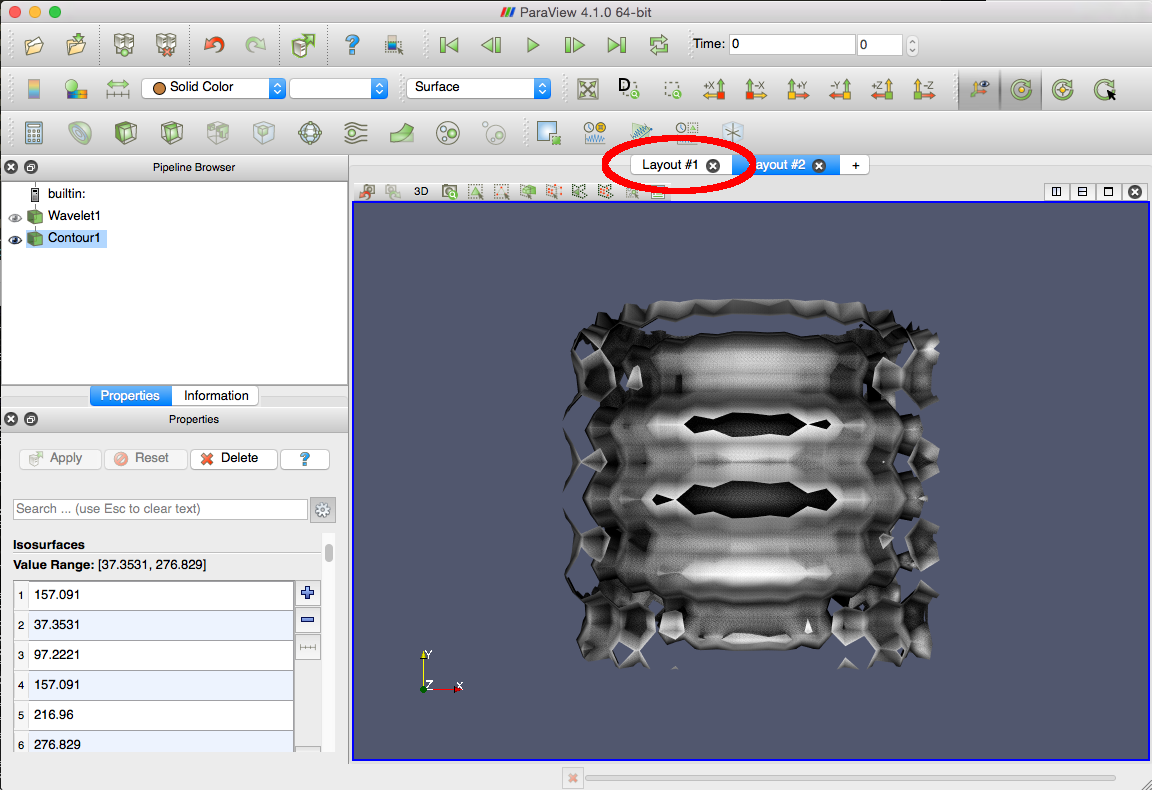 ParaView 4.1.0 64-bit
? Time: 0 0
Solid Color Surface D +X -X +Y -Y +Z -Z
Pipeline Browser Layout #1 ayout #2 +
3D
builtin:
Wavelet1
Contour1
Properties Information
Properties
Apply Reset Delete ?
Search ... (use Esc to clear text)
Isosurfaces
Value Range: [37.3531, 276.829]
1 157.091
2 37.3531
3 97.2221
4 157.091
5 216.96
6 276.829
Y
Z X